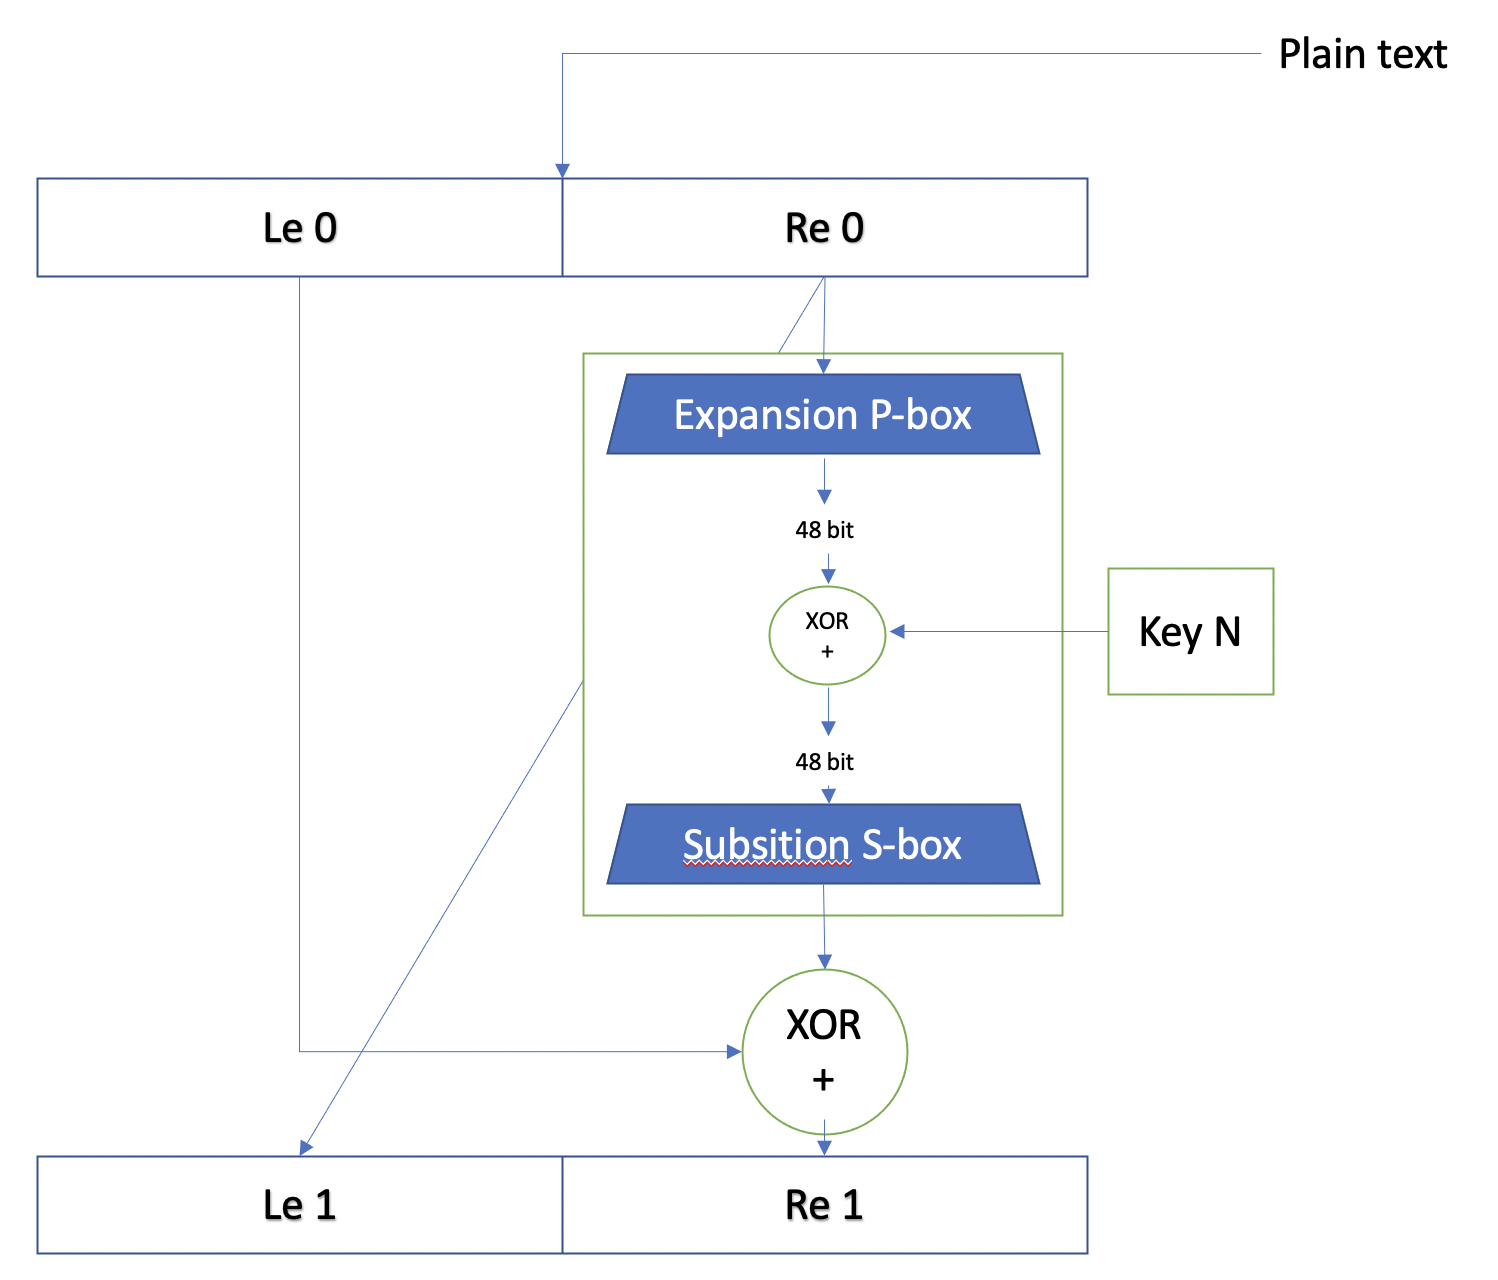 Plain text
Le 0
Re 0
Expansion P-box
48 bit
XOR
+
Key N
48 bit
Subsition S-box
XOR
+
Le 1
Re 1